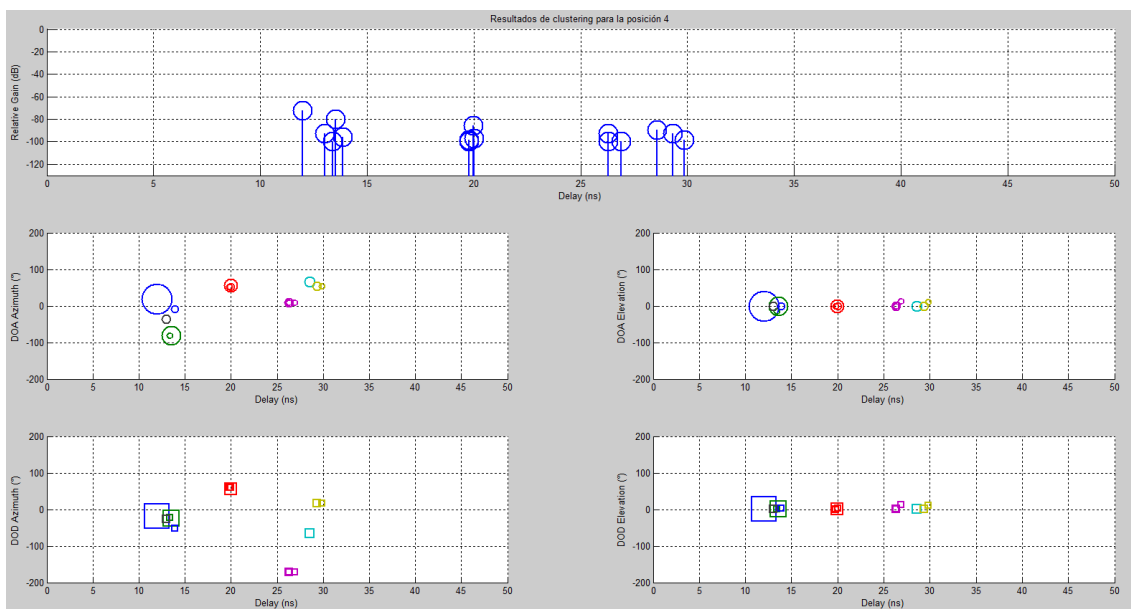 Resultados de clustering para la posición 4
Relative Gain (dB)
0
-20
-40
-60
-80
-100
-120
0 5 10 15 20 25 30 35 40 45 50
Delay (ns)
DOA Azimuth (º)
200
100
0
-100
-200
0 5 10 15 20 25 30 35 40 45 50
Delay (ns)
DOA Elevation (º)
200
100
0
-100
-200
0 5 10 15 20 25 30 35 40 45 50
Delay (ns)
DOD Azimuth (º)
200
100
0
-100
-200
0 5 10 15 20 25 30 35 40 45 50
Delay (ns)
DOD Elevation (º)
200
100
0
-100
-200
0 5 10 15 20 25 30 35 40 45 50
Delay (ns)